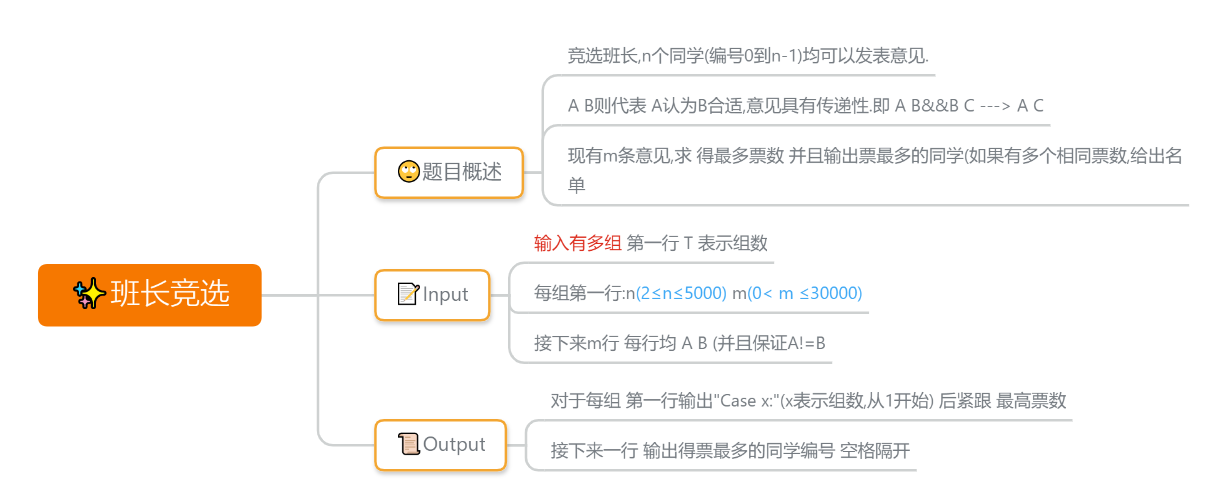 竞选班长,n个同学(编号0到n-1)均可以发表意见.
A B则代表 A认为B合适,意见具有传递性.即 A B&&B C ---> A C
现有m条意见,求 得最多票数 并且输出票最多的同学(如果有多个相同票数,给出名
单
题目概述
输入有多组 第一行 T 表示组数
每组第一行:n(2≤n≤5000) m(0< m ≤30000)
接下来m行 每行均 A B (并且保证A!=B
Input
班长竞选
对于每组 第一行输出"Case x:"(x表示组数,从1开始) 后紧跟 最高票数
接下来一行 输出得票最多的同学编号 空格隔开
Output